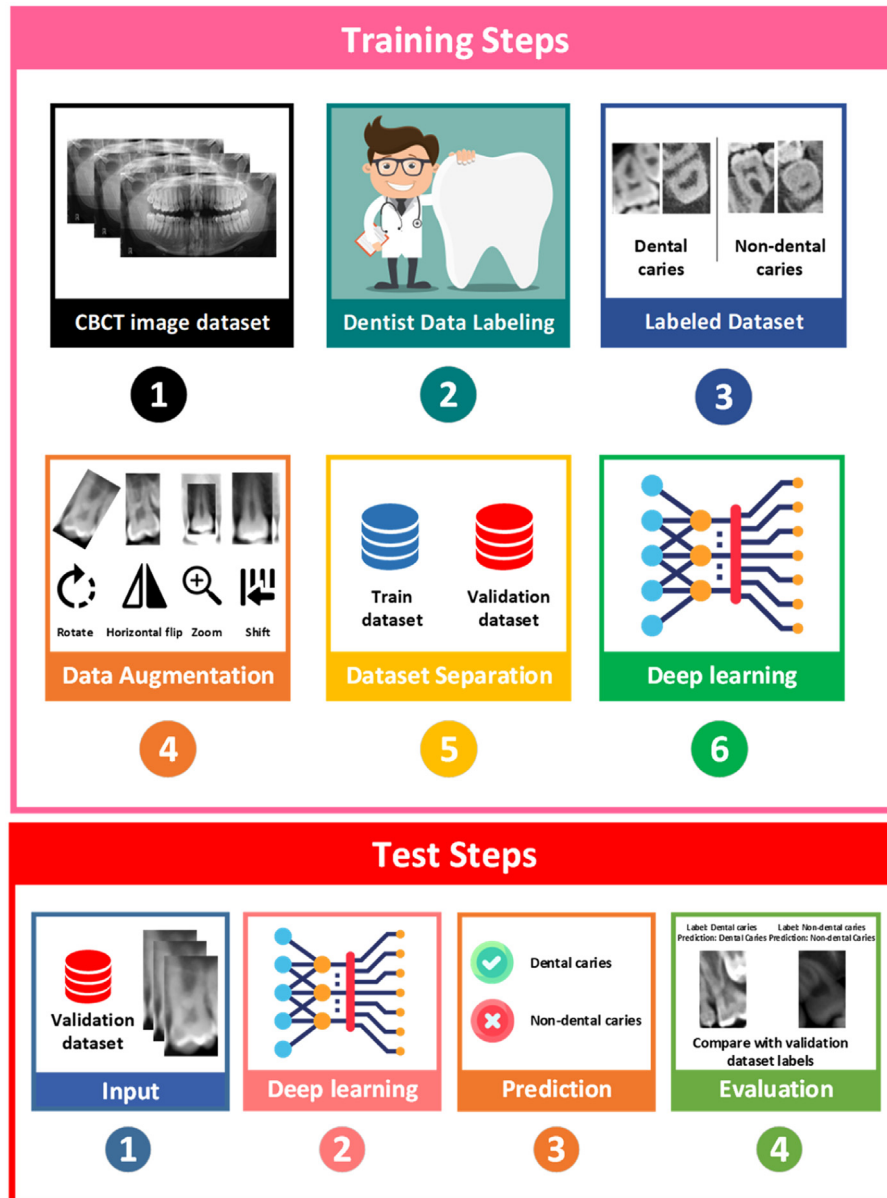 Training Steps
Dental
caries
Non-dental
caries
CBCT image dataset
Dentist Data Labeling
Labeled Dataset
1
2
3
Rotate
Horizontal flip
Zoom
Shift
Train
dataset
Validation
dataset
Data Augmentation
Dataset Separation
Deep learning
4
5
6
Test Steps
Validation
dataset
Dental caries
Non-dental caries
Label: Dental caries
Prediction: Dental Caries
Label: Non-dental caries
Prediction: Non-dental Caries
Compare with validation
dataset labels
Input
Deep learning
Prediction
Evaluation
1
2
3
4